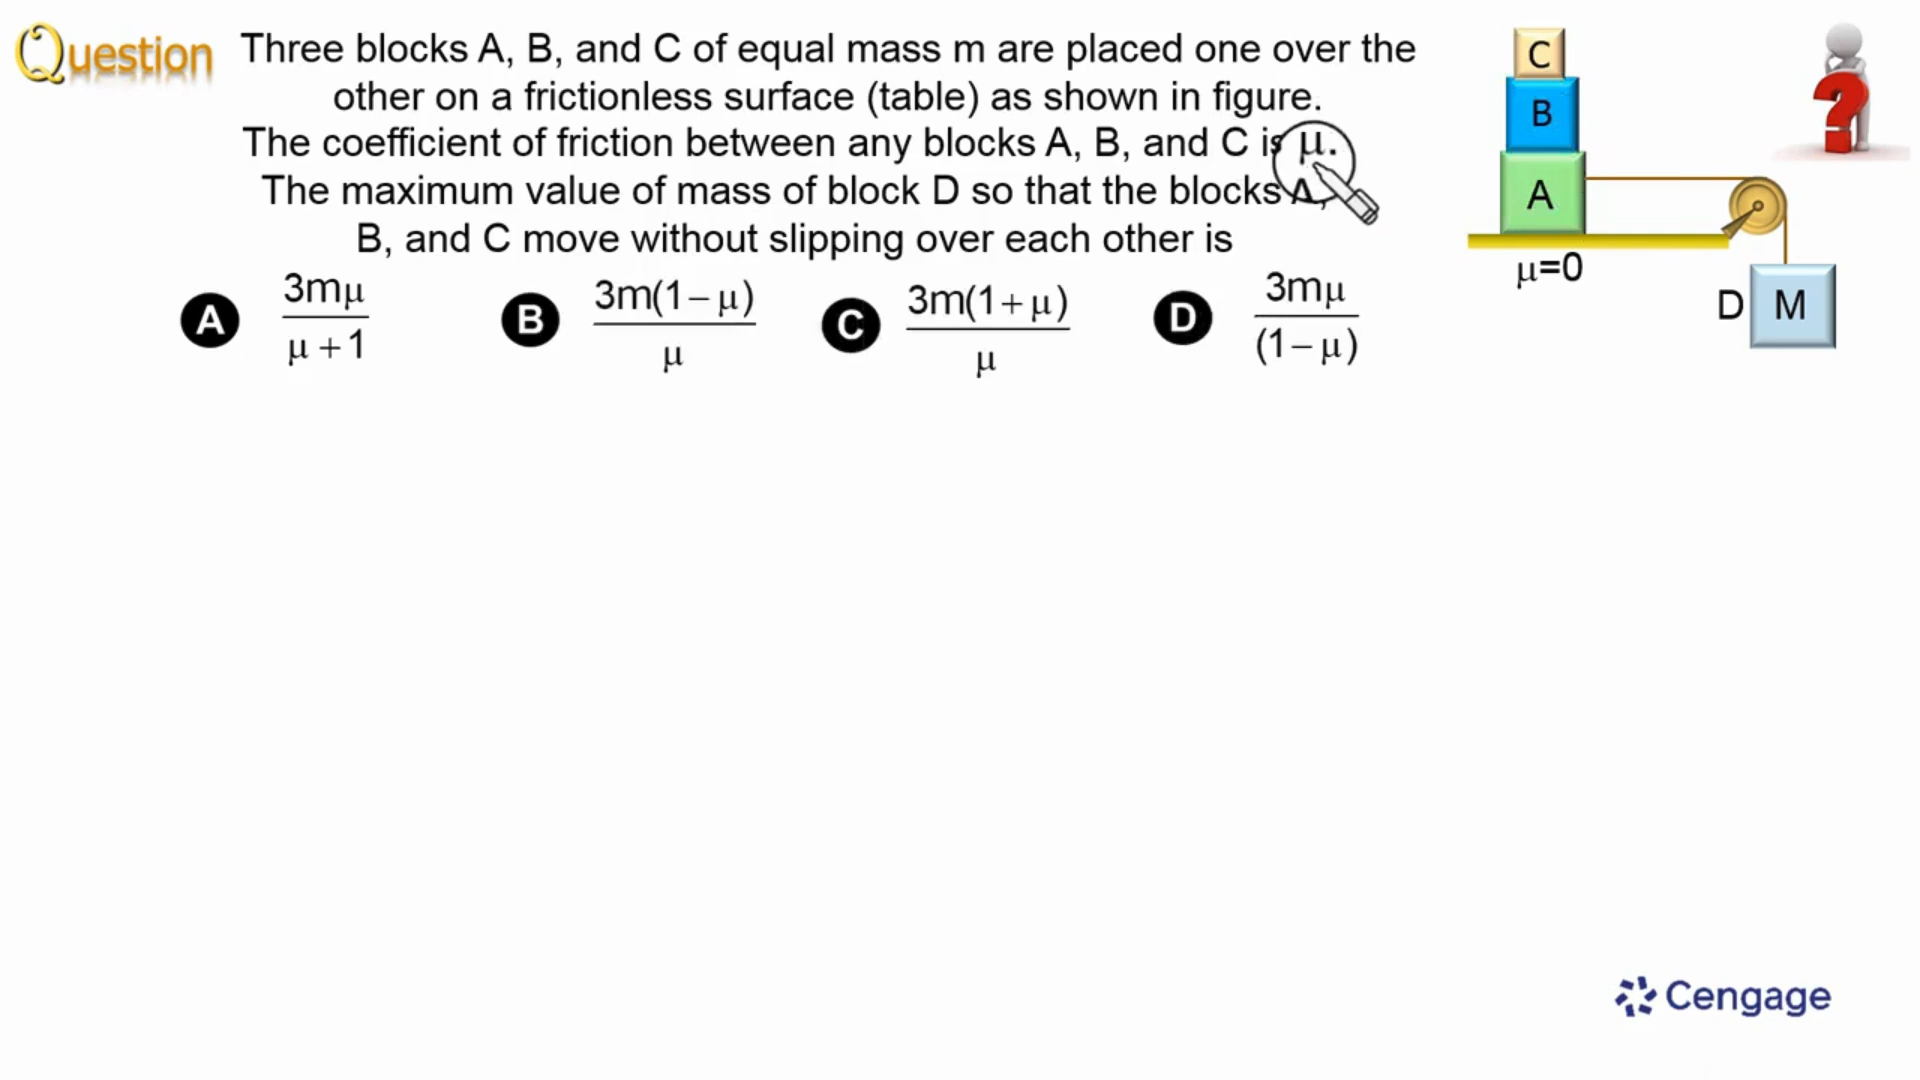 Question
Three blocks A, B, and C of equal mass m are placed one over the
other on a frictionless surface (table) as shown in figure.
The coefficient of friction between any blocks A, B, and C is μ.
The maximum value of mass of block D so that the blocks A,
B, and C move without slipping over each other is
A 3mμ / μ + 1
B 3m(1 − μ) / μ
C 3m(1 + μ) / μ
D 3mμ / (1 − μ)
C
B
A
μ=0
D M
?
Cengage